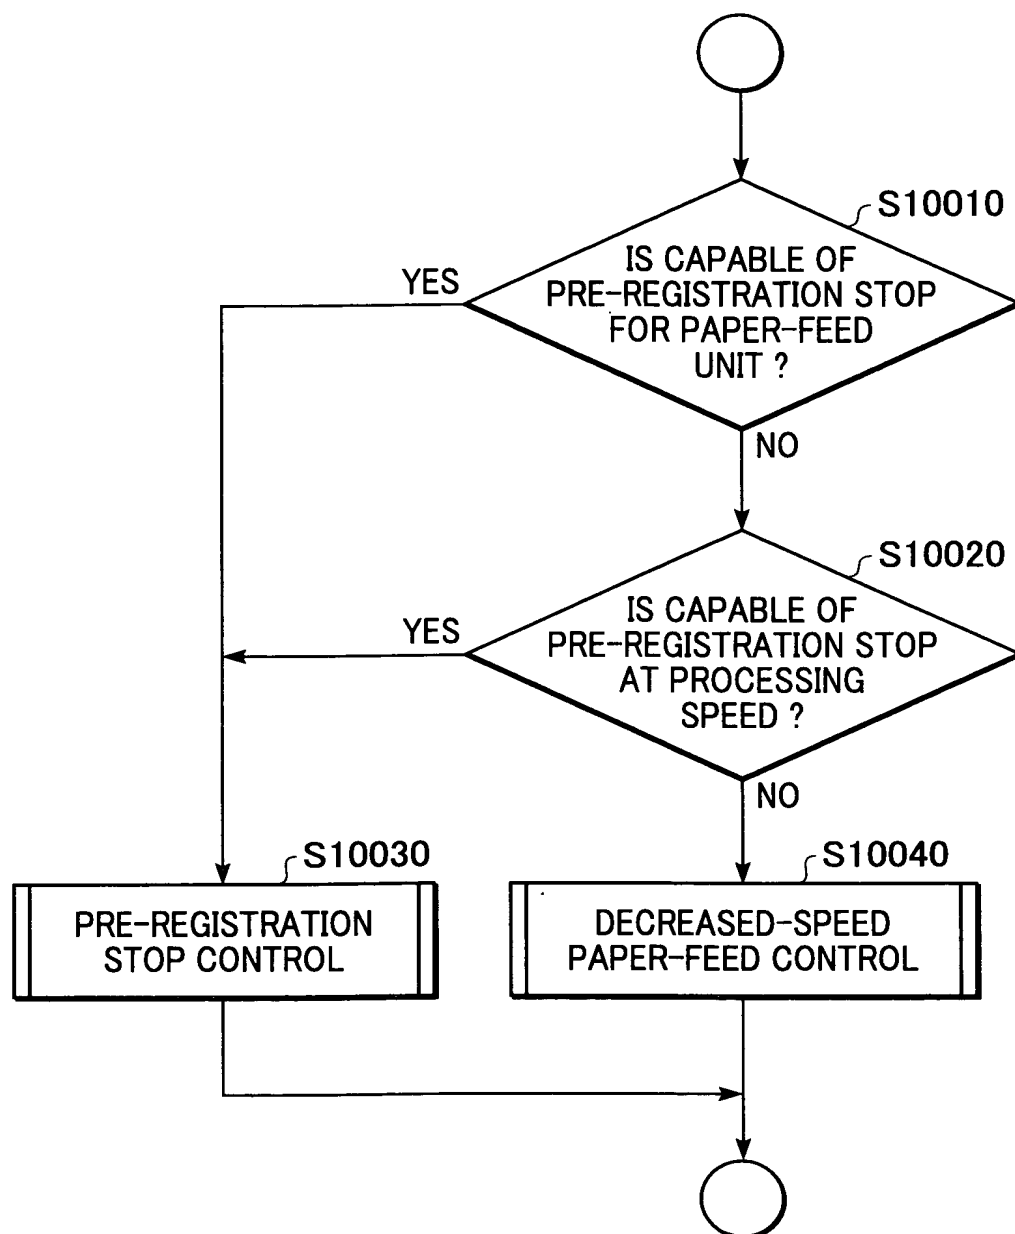 S10010
IS CAPABLE OF
PRE-REGISTRATION STOP
FOR PAPER-FEED
UNIT ?
YES
NO
S10020
IS CAPABLE OF
PRE-REGISTRATION STOP
AT PROCESSING
SPEED ?
YES
NO
S10030
PRE-REGISTRATION
STOP CONTROL
S10040
DECREASED-SPEED
PAPER-FEED CONTROL